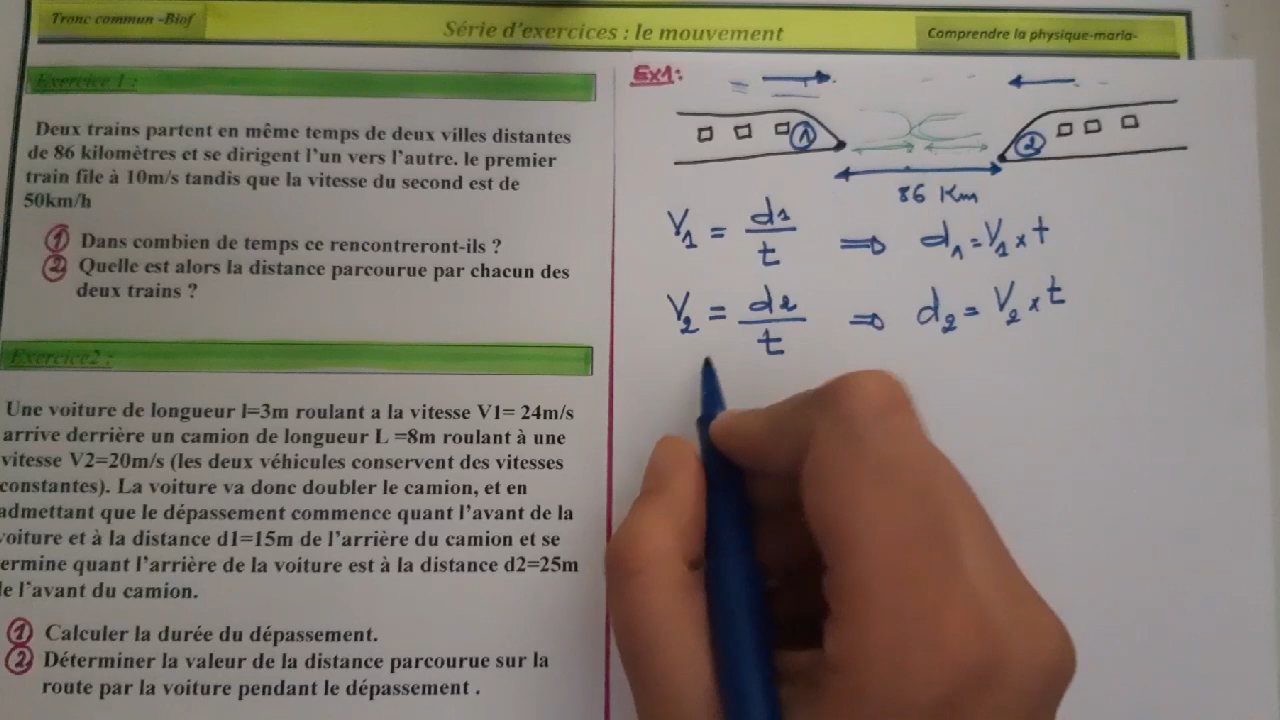 Tronc commun -Biof
Série d'exercices : le mouvement
Comprendre la physique-maria-
Exercice 1 :
Deux trains partent en même temps de deux villes distantes
de 86 kilomètres et se dirigent l'un vers l'autre. le premier
train file à 10m/s tandis que la vitesse du second est de
50km/h
1 Dans combien de temps ce rencontreront-ils ?
2 Quelle est alors la distance parcourue par chacun des
deux trains ?
Exercice2 :
Une voiture de longueur l=3m roulant a la vitesse V1= 24m/s
arrive derrière un camion de longueur L =8m roulant à une
vitesse V2=20m/s (les deux véhicules conservent des vitesses
constantes). La voiture va donc doubler le camion, et en
admettant que le dépassement commence quant l'avant de la
voiture et à la distance d1=15m de l'arrière du camion et se
ermine quant l'arrière de la voiture est à la distance d2=25m
e l'avant du camion.
1 Calculer la durée du dépassement.
2 Déterminer la valeur de la distance parcourue sur la
route par la voiture pendant le dépassement .
Ex1:
1
2
86 Km
V₁ = d₁/t ⇒ d₁ = V₁ × t
V₂ = d₂/t ⇒ d₂ = V₂ × t